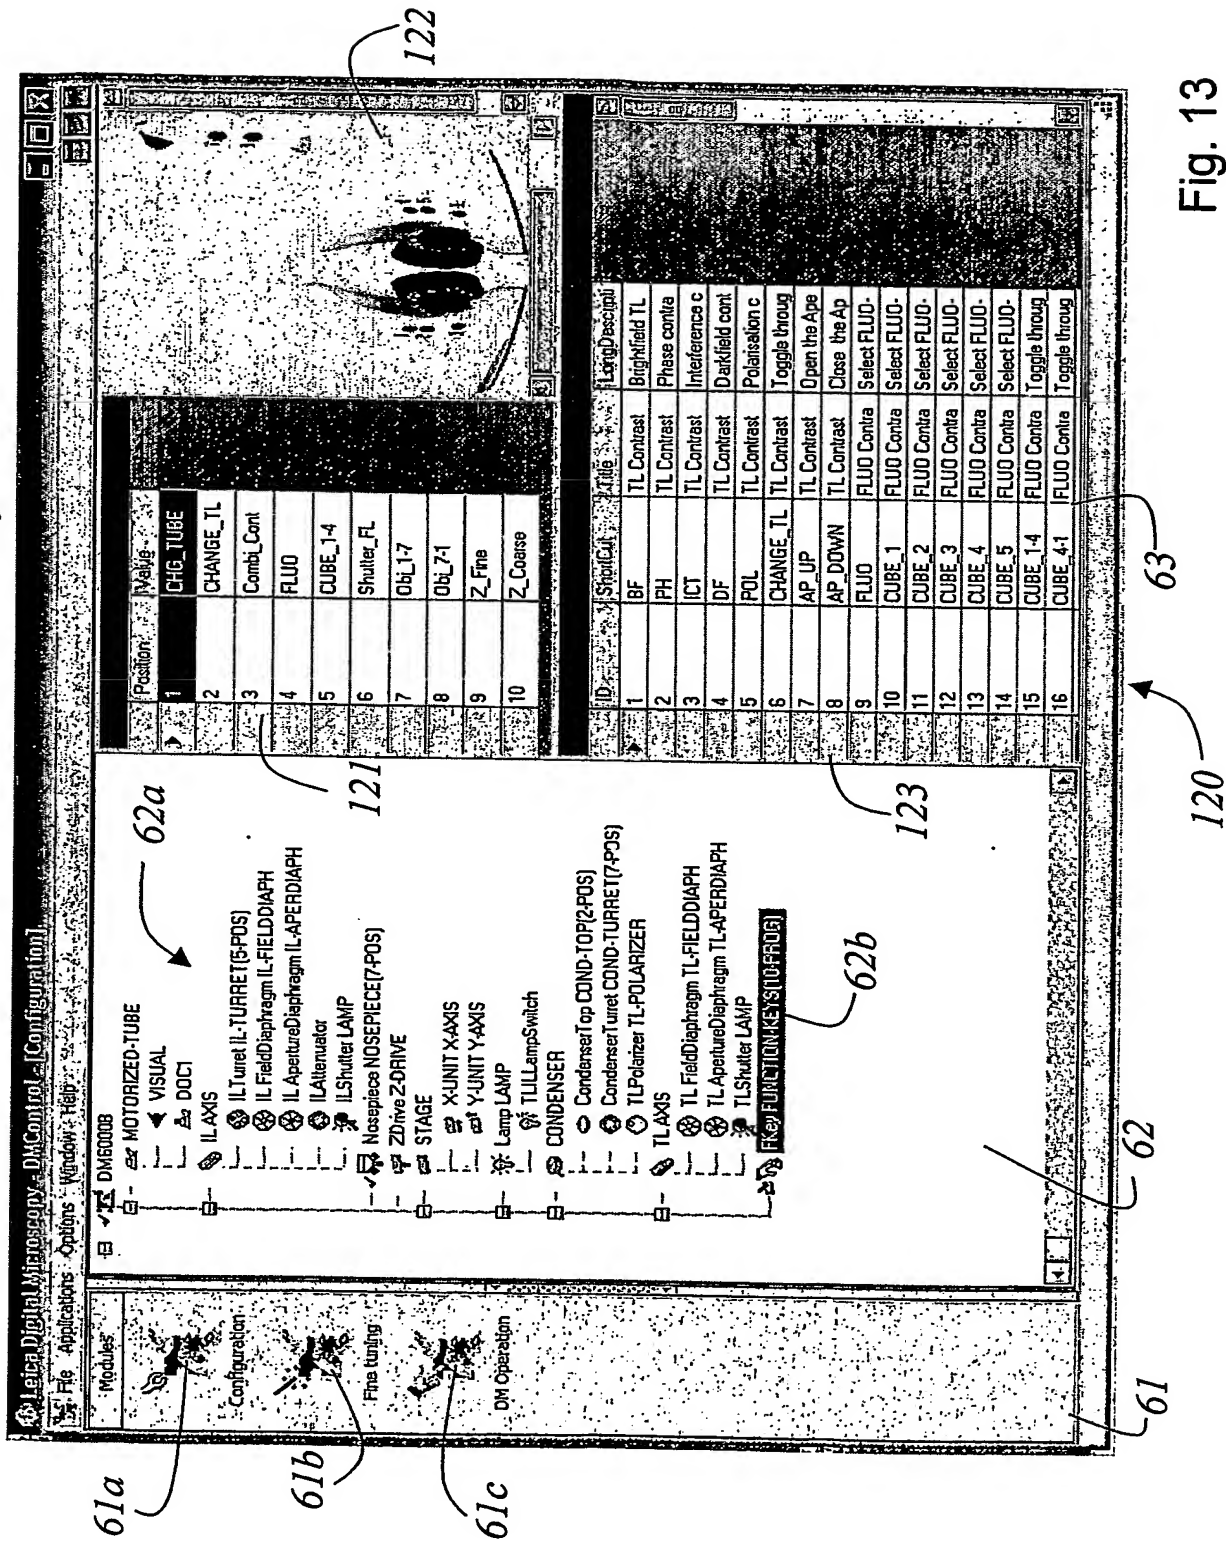 Leica Digital Microscopy - DMControl - [Configuration]
File Applications Options Window Help
Modules
Configuration
Fine tuning
DM Operation
DM6000B
MOTORIZED-TUBE
VISUAL
DOC1
IL AXIS
ILTurret IL-TURRET(5-POS)
IL FieldDiaphragm IL-FIELDDIAPH
IL ApertureDiaphragm IL-APERDIAPH
ILAttenuator
ILShutter LAMP
Nosepiece NOSEPIECE(7-POS)
ZDrive Z-DRIVE
STAGE
X-UNIT X-AXIS
Y-UNIT Y-AXIS
Lamp LAMP
TLILLampSwitch
CONDENSER
CondenserTop COND-TOP(2-POS)
CondenserTurret COND-TURRET(7-POS)
TLPolarizer TL-POLARIZER
TL AXIS
TL FieldDiaphragm TL-FIELDDIAPH
TL ApertureDiaphragm TL-APERDIAPH
TLShutter LAMP
FKey FUNCTION-KEYS(10-PROG)
Position Value
1 CHG_TUBE
2 CHANGE_TL
3 Combi_Cont
4 FLUO
5 CUBE_1-4
6 Shutter_FL
7 Obj_1-7
8 Obj_7-1
9 Z_Fine
10 Z_Coarse
ID ShortCut Title LongDescripti
1 BF TL Contrast Brightfield TL
2 PH TL Contrast Phase contra
3 ICT TL Contrast Interference c
4 DF TL Contrast Darkfield cont
5 POL TL Contrast Polarisation c
6 CHANGE_TL TL Contrast Toggle throug
7 AP_UP TL Contrast Open the Ape
8 AP_DOWN TL Contrast Close the Ap
9 FLUO FLUO Contra Select FLUO-
10 CUBE_1 FLUO Contra Select FLUO-
11 CUBE_2 FLUO Contra Select FLUO-
12 CUBE_3 FLUO Contra Select FLUO-
13 CUBE_4 FLUO Contra Select FLUO-
14 CUBE_5 FLUO Contra Select FLUO-
15 CUBE_1-4 FLUO Contra Toggle throug
16 CUBE_4-1 FLUO Contra Toggle throug
61a
61b
61c
61
62a
62b
62
121
122
123
63
120
Fig. 13